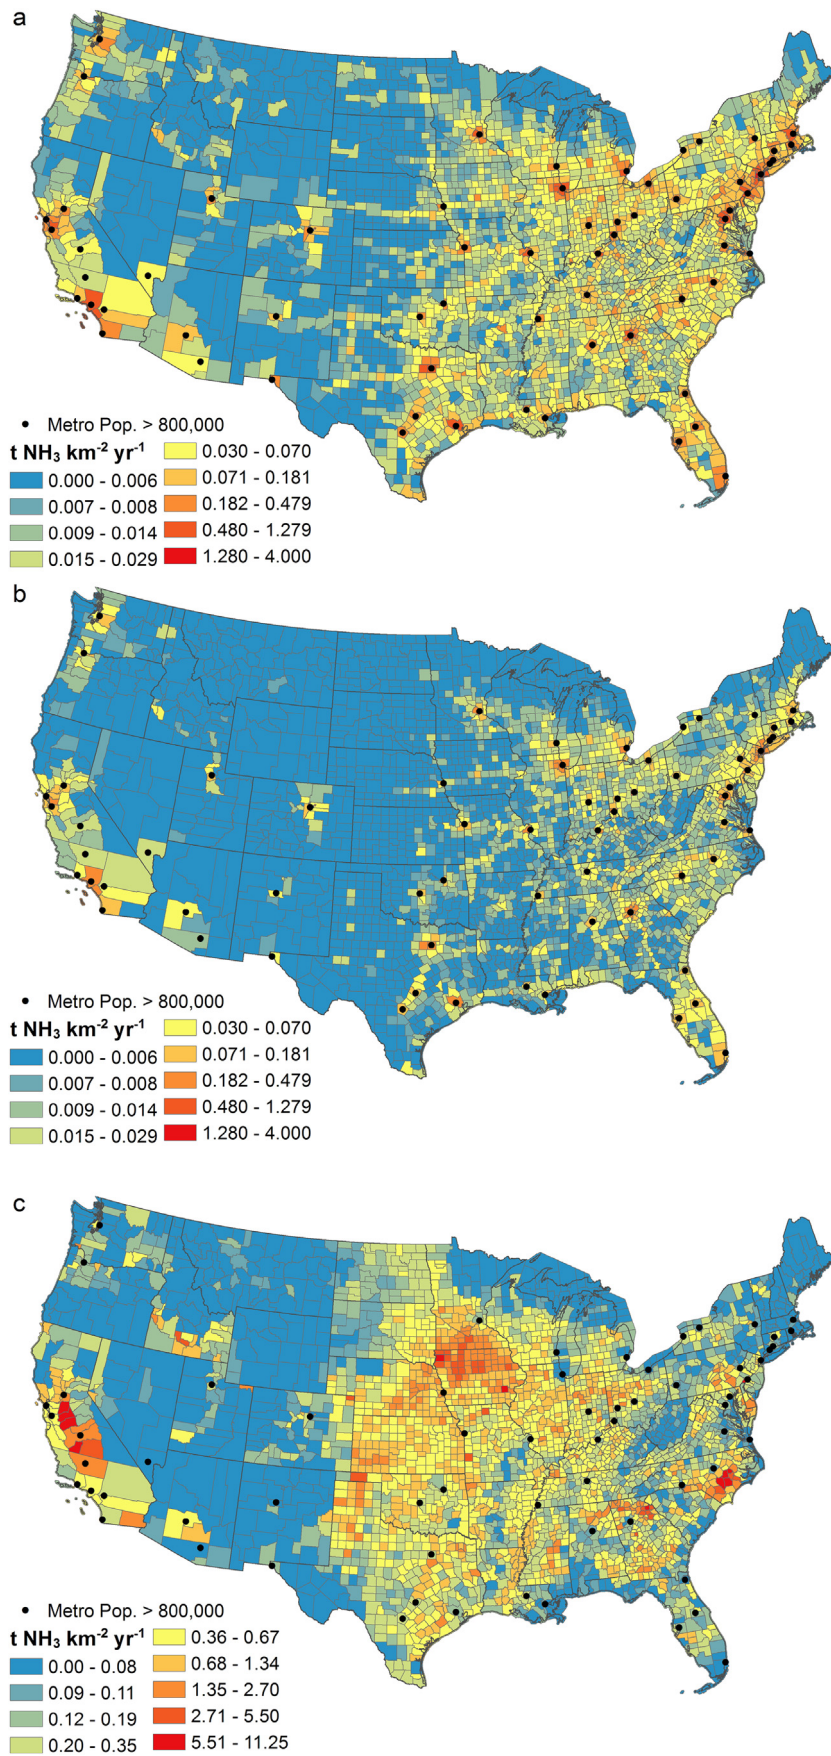 a
• Metro Pop. > 800,000
t NH₃ km⁻² yr⁻¹
0.000 - 0.006
0.007 - 0.008
0.009 - 0.014
0.015 - 0.029
0.030 - 0.070
0.071 - 0.181
0.182 - 0.479
0.480 - 1.279
1.280 - 4.000
b
• Metro Pop. > 800,000
t NH₃ km⁻² yr⁻¹
0.000 - 0.006
0.007 - 0.008
0.009 - 0.014
0.015 - 0.029
0.030 - 0.070
0.071 - 0.181
0.182 - 0.479
0.480 - 1.279
1.280 - 4.000
c
• Metro Pop. > 800,000
t NH₃ km⁻² yr⁻¹
0.00 - 0.08
0.09 - 0.11
0.12 - 0.19
0.20 - 0.35
0.36 - 0.67
0.68 - 1.34
1.35 - 2.70
2.71 - 5.50
5.51 - 11.25